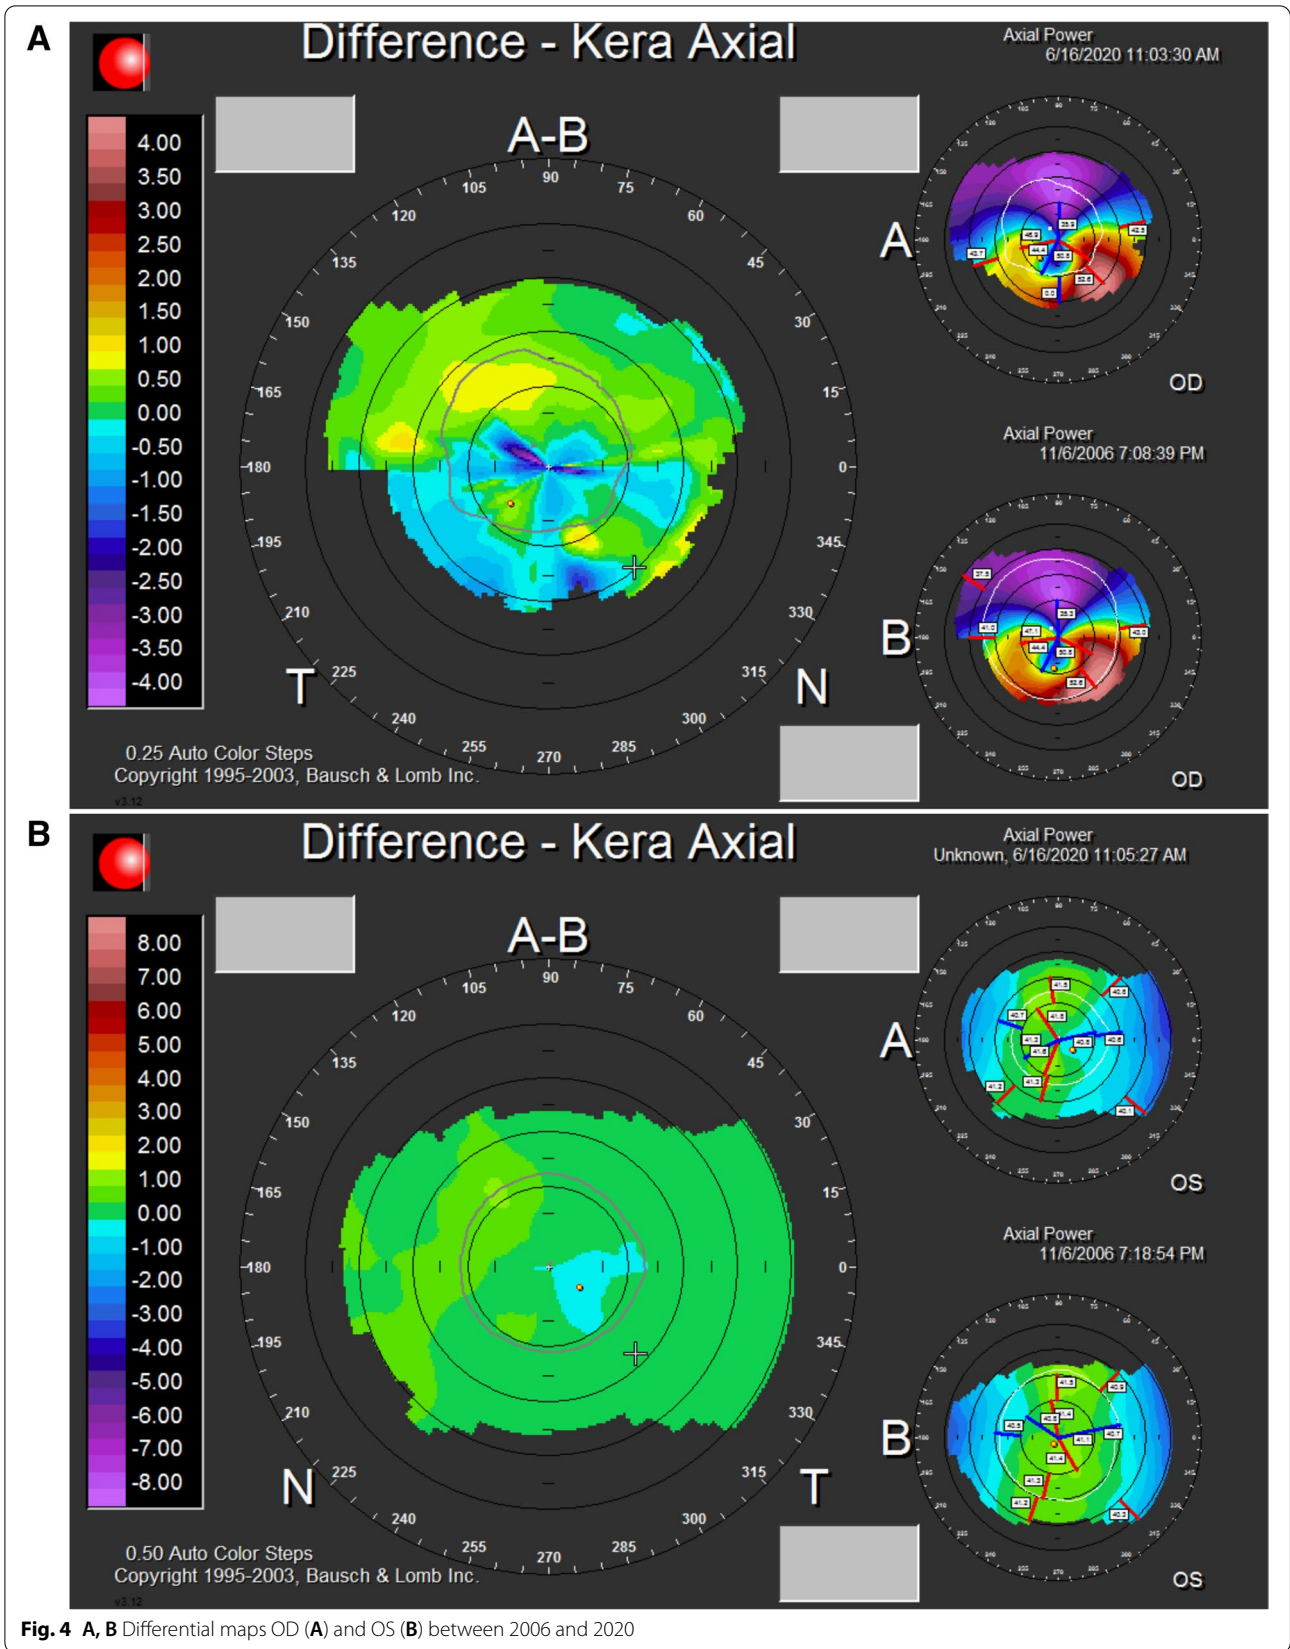 A
Difference - Kera Axial
Axial Power
6/16/2020 11:03:30 AM
A-B
4.00
3.50
3.00
2.50
2.00
1.50
1.00
0.50
0.00
-0.50
-1.00
-1.50
-2.00
-2.50
-3.00
-3.50
-4.00
105 90 75
120 60
135 45
150 30
165 15
180 0
195 345
210 330
225 315
240 300
255 270 285
T N
A
OD
Axial Power
11/6/2006 7:08:39 PM
B
OD
0.25 Auto Color Steps
Copyright 1995-2003, Bausch & Lomb Inc.
v3.12
B
Difference - Kera Axial
Axial Power
Unknown, 6/16/2020 11:05:27 AM
A-B
8.00
7.00
6.00
5.00
4.00
3.00
2.00
1.00
0.00
-1.00
-2.00
-3.00
-4.00
-5.00
-6.00
-7.00
-8.00
105 90 75
120 60
135 45
150 30
165 15
180 0
195 345
210 330
225 315
240 300
255 270 285
N T
A
OS
Axial Power
11/6/2006 7:18:54 PM
B
OS
0.50 Auto Color Steps
Copyright 1995-2003, Bausch & Lomb Inc.
v3.12
Fig. 4 A, B Differential maps OD (A) and OS (B) between 2006 and 2020